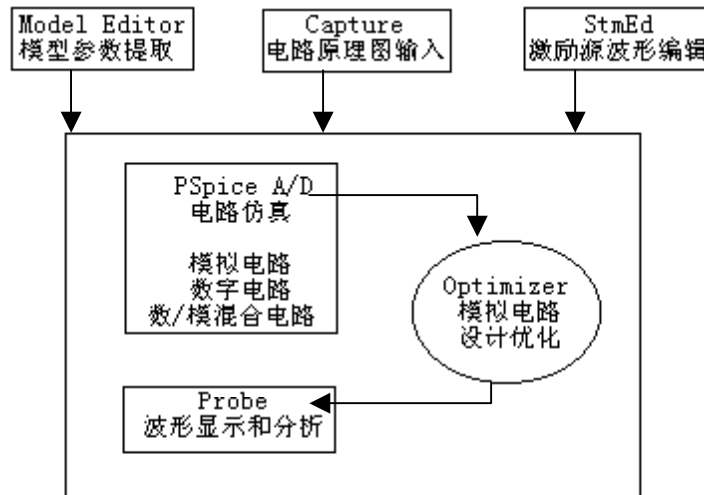 Model Editor
模型参数提取
Capture
电路原理图输入
StmEd
激励源波形编辑
PSpice A/D
电路仿真
模拟电路
数字电路
数/模混合电路
Optimizer
模拟电路
设计优化
Probe
波形显示和分析